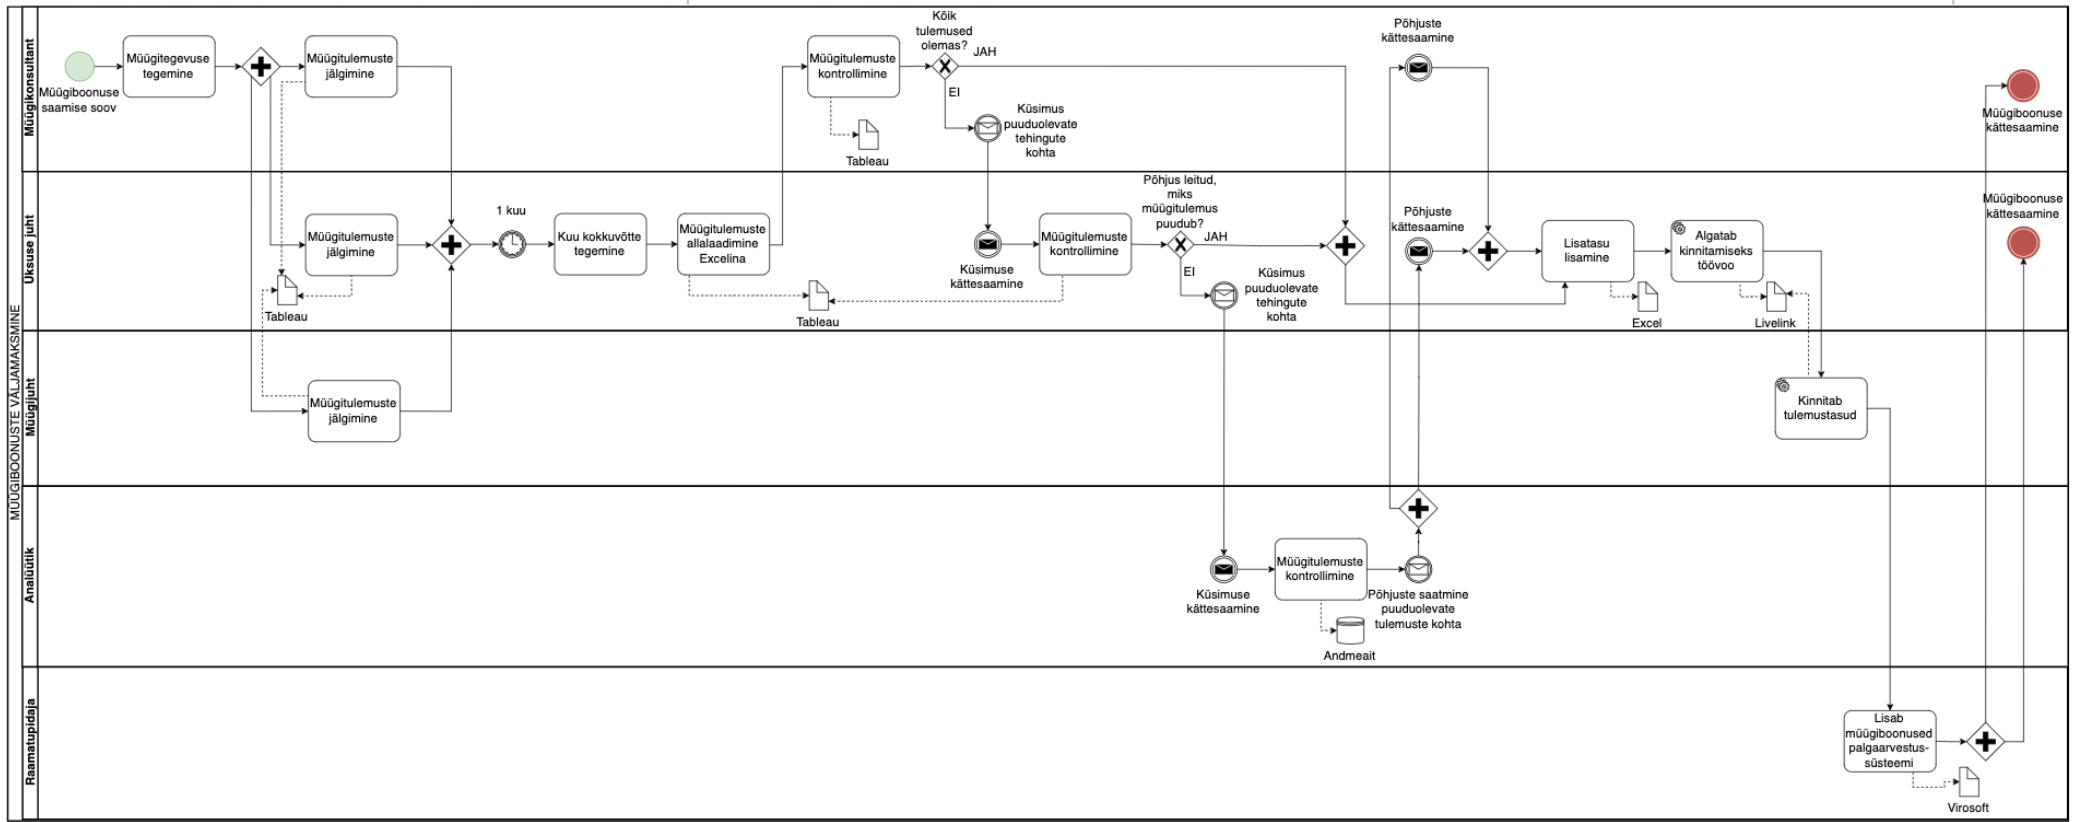 MÜÜGIBOONUSTE VÄLJAMAKSMINE
Müügikonsultant
Müügiboonuse
saamise soov
Müügitegevuse
tegemine
Müügitulemuste
jälgimine
Müügitulemuste
kontrollimine
Tableau
Kõik
tulemused
olemas?
JAH
EI
Küsimus
puuduolevate
tehingute
kohta
Põhjuste
kättesaamine
Müügiboonuse
kättesaamine
Üksuse juht
Müügitulemuste
jälgimine
Tableau
1 kuu
Kuu kokkuvõtte
tegemine
Müügitulemuste
allalaadimine
Excelina
Tableau
Küsimuse
kättesaamine
Müügitulemuste
kontrollimine
Põhjus leitud,
miks
müügitulemus
puudub?
JAH
EI
Küsimus
puuduolevate
tehingute
kohta
Põhjuste
kättesaamine
Lisatasu
lisamine
Excel
Algatab
kinnitamiseks
töövoo
Livelink
Müügiboonuse
kättesaamine
Müügijuht
Müügitulemuste
jälgimine
Kinnitab
tulemustasud
Analüütik
Küsimuse
kättesaamine
Müügitulemuste
kontrollimine
Andmeait
Põhjuste saatmine
puuduolevate
tulemuste kohta
Raamatupidaja
Lisab
müügiboonused
palgaarvestus-
süsteemi
Virosoft